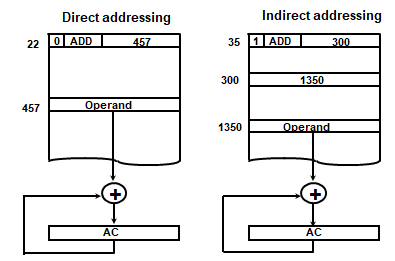 Direct addressing
22 0 ADD 457
457 Operand
+
AC
Indirect addressing
35 1 ADD 300
300 1350
1350 Operand
+
AC